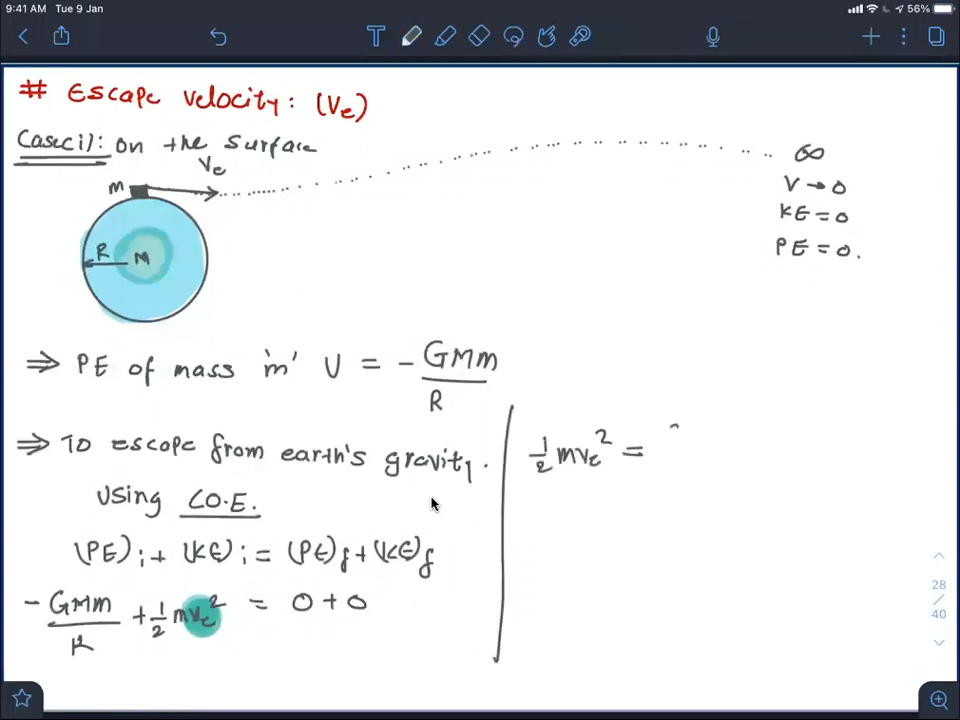 9:41 AM Tue 9 Jan
56%
# Escape velocity: (Ve)
Case(i): on the surface
Ve
m
R
M
∞
V → 0
KE = 0
PE = 0.
⇒ PE of mass 'm' U = - GMm / R
⇒ To escape from earth's gravity.
Using C.O.E.
(PE)i + (KE)i = (PE)f + (KE)f
- GMm / R + 1/2 mve² = 0 + 0
1/2 mve² =
28
/
40